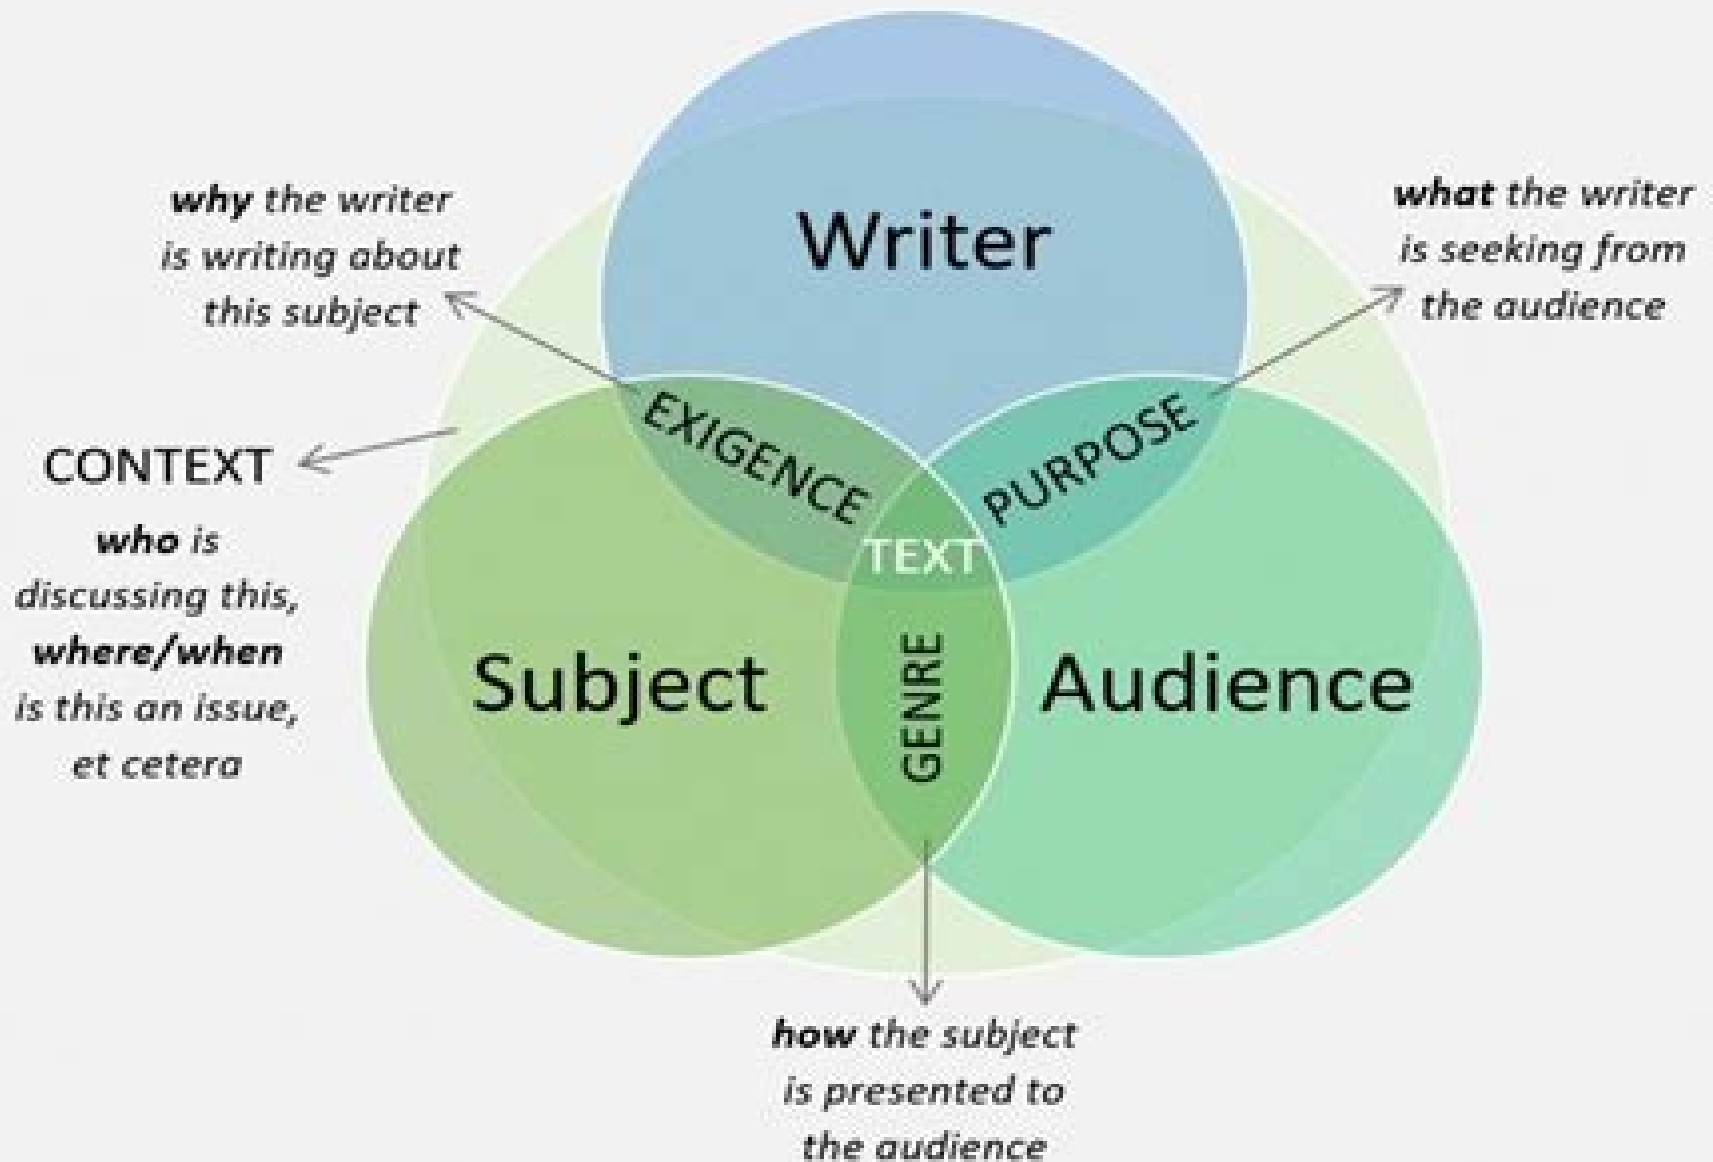 Writer
why the writer
is writing about
this subject
what the writer
is seeking from
the audience
EXIGENCE
PURPOSE
TEXT
CONTEXT
who is
discussing this,
where/when
is this an issue,
et cetera
Subject
GENRE
Audience
how the subject
is presented to
the audience